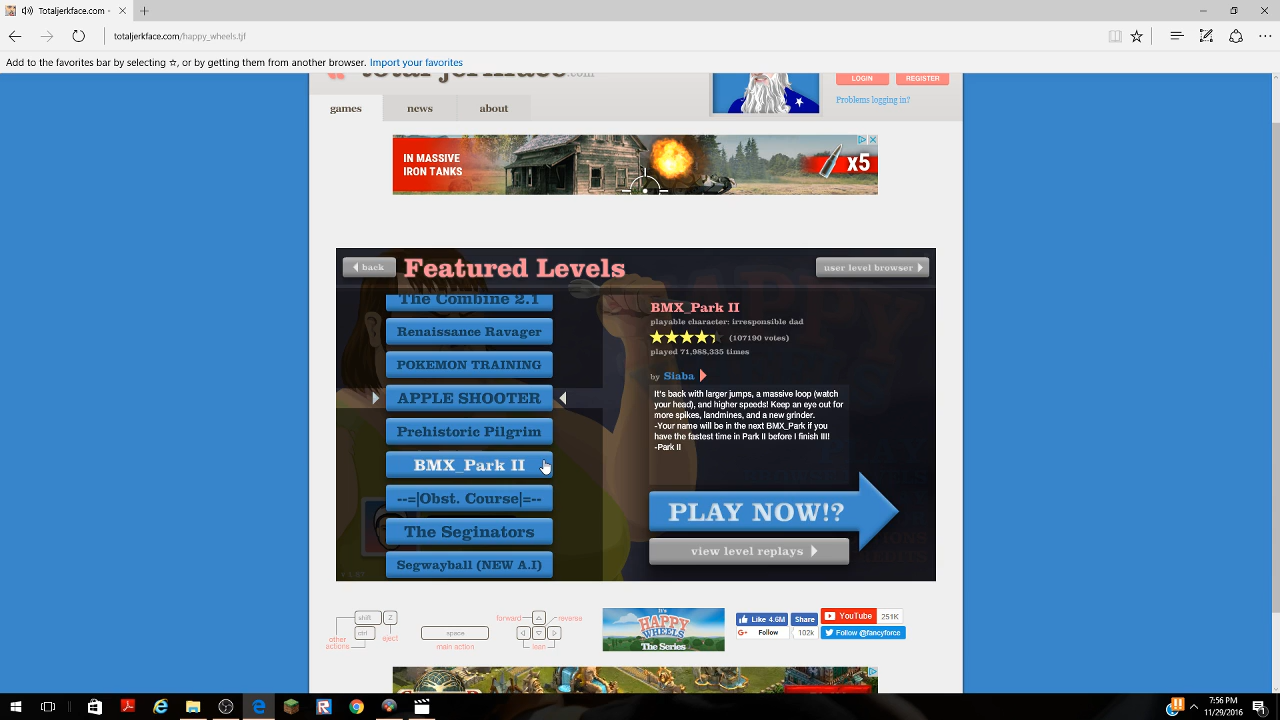 Totaljerkface.com -
totaljerkface.com/happy_wheels.tjf
Add to the favorites bar by selecting ☆, or by getting them from another browser. Import your favorites
total jerkface.com
LOGIN
REGISTER
Problems logging in?
games
news
about
IN MASSIVE
IRON TANKS
x5
back
Featured Levels
user level browser
The Combine 2.1
Renaissance Ravager
POKEMON TRAINING
APPLE SHOOTER
Prehistoric Pilgrim
BMX_Park II
--=|Obst. Course|=--
The Seginators
Segwayball (NEW A.I)
BMX_Park II
playable character: irresponsible dad
(107190 votes)
played 71,988,335 times
by Siaba
It's back with larger jumps, a massive loop (watch
your head), and higher speeds! Keep an eye out for
more spikes, landmines, and a new grinder.
-Your name will be in the next BMX_Park if you
have the fastest time in Park II before I finish III!
-Park II
PLAY NOW!?
view level replays
shift
Z
ctrl
eject
other
actions
space
main action
forward
reverse
lean
It's
HAPPY
WHEELS
The Series
Like 4.6M
Share
YouTube
251K
G+ Follow
102k
Follow @fancyforce
7:56 PM
11/29/2016